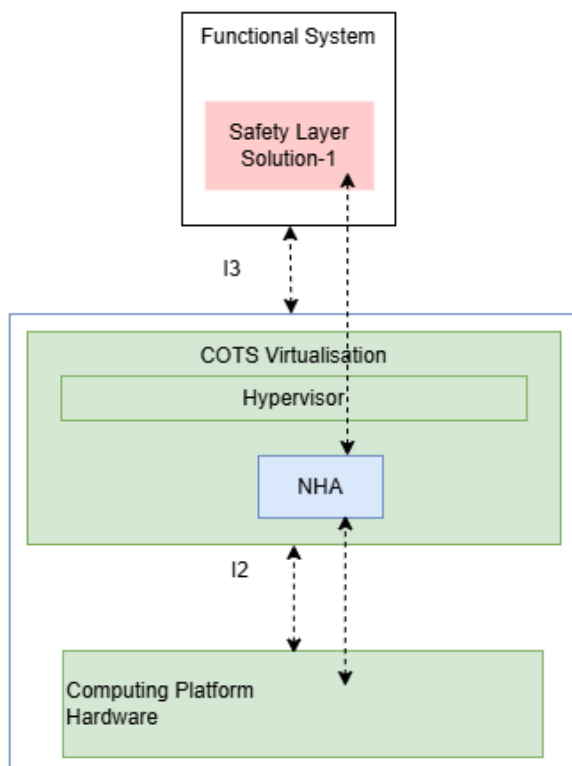 Functional System
Safety Layer
Solution-1
I3
COTS Virtualisation
Hypervisor
NHA
I2
Computing Platform
Hardware